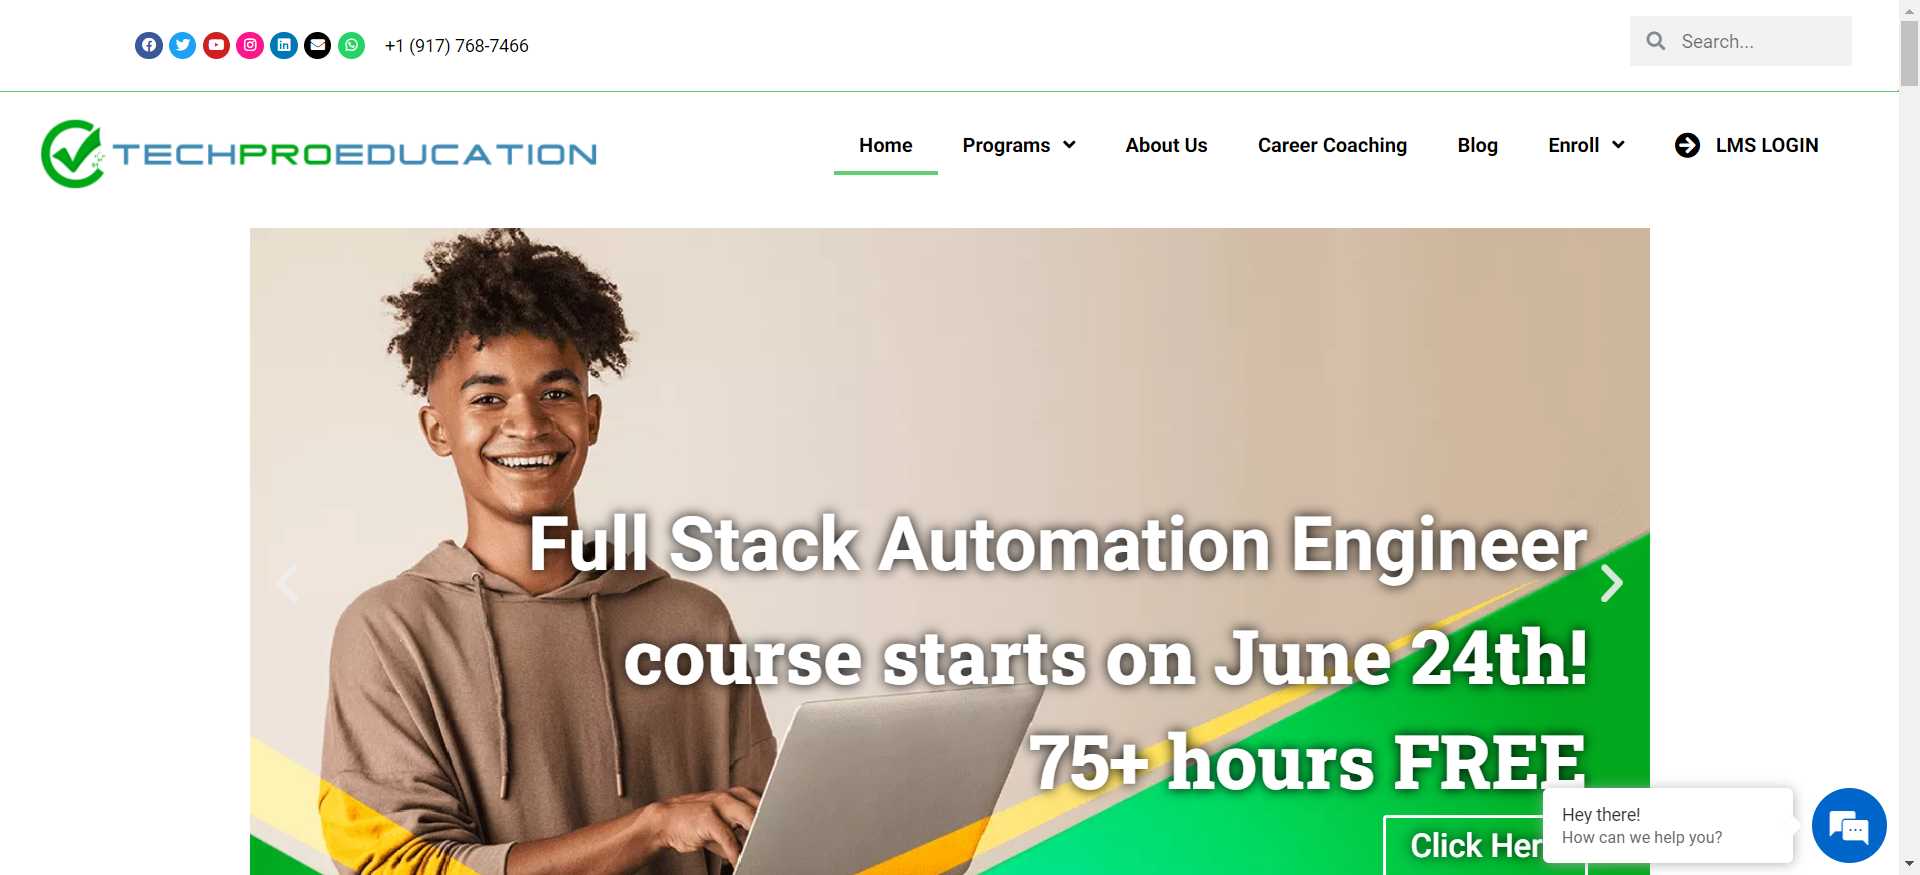 +1 (917) 768-7466
Search...
TECHPROEDUCATION
Home
Programs
About Us
Career Coaching
Blog
Enroll
LMS LOGIN
Full Stack Automation Engineer
course starts on June 24th!
75+ hours FREE
Click Her
Hey there!
How can we help you?